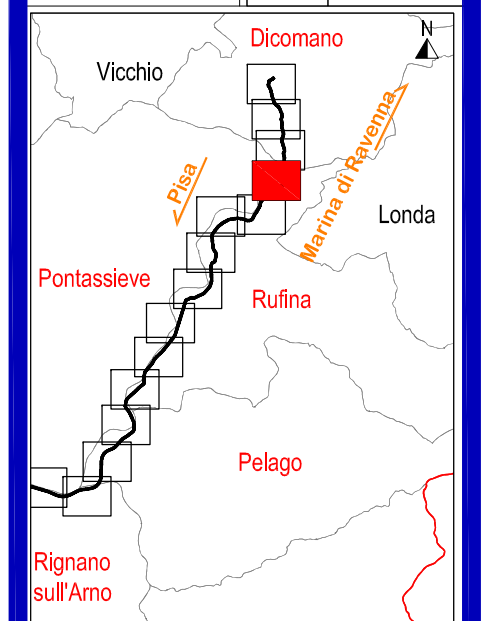 Dicomano
N
Vicchio
Marina di Ravenna
Pisa
Londa
Pontassieve
Rufina
Pelago
Rignano
sull'Arno